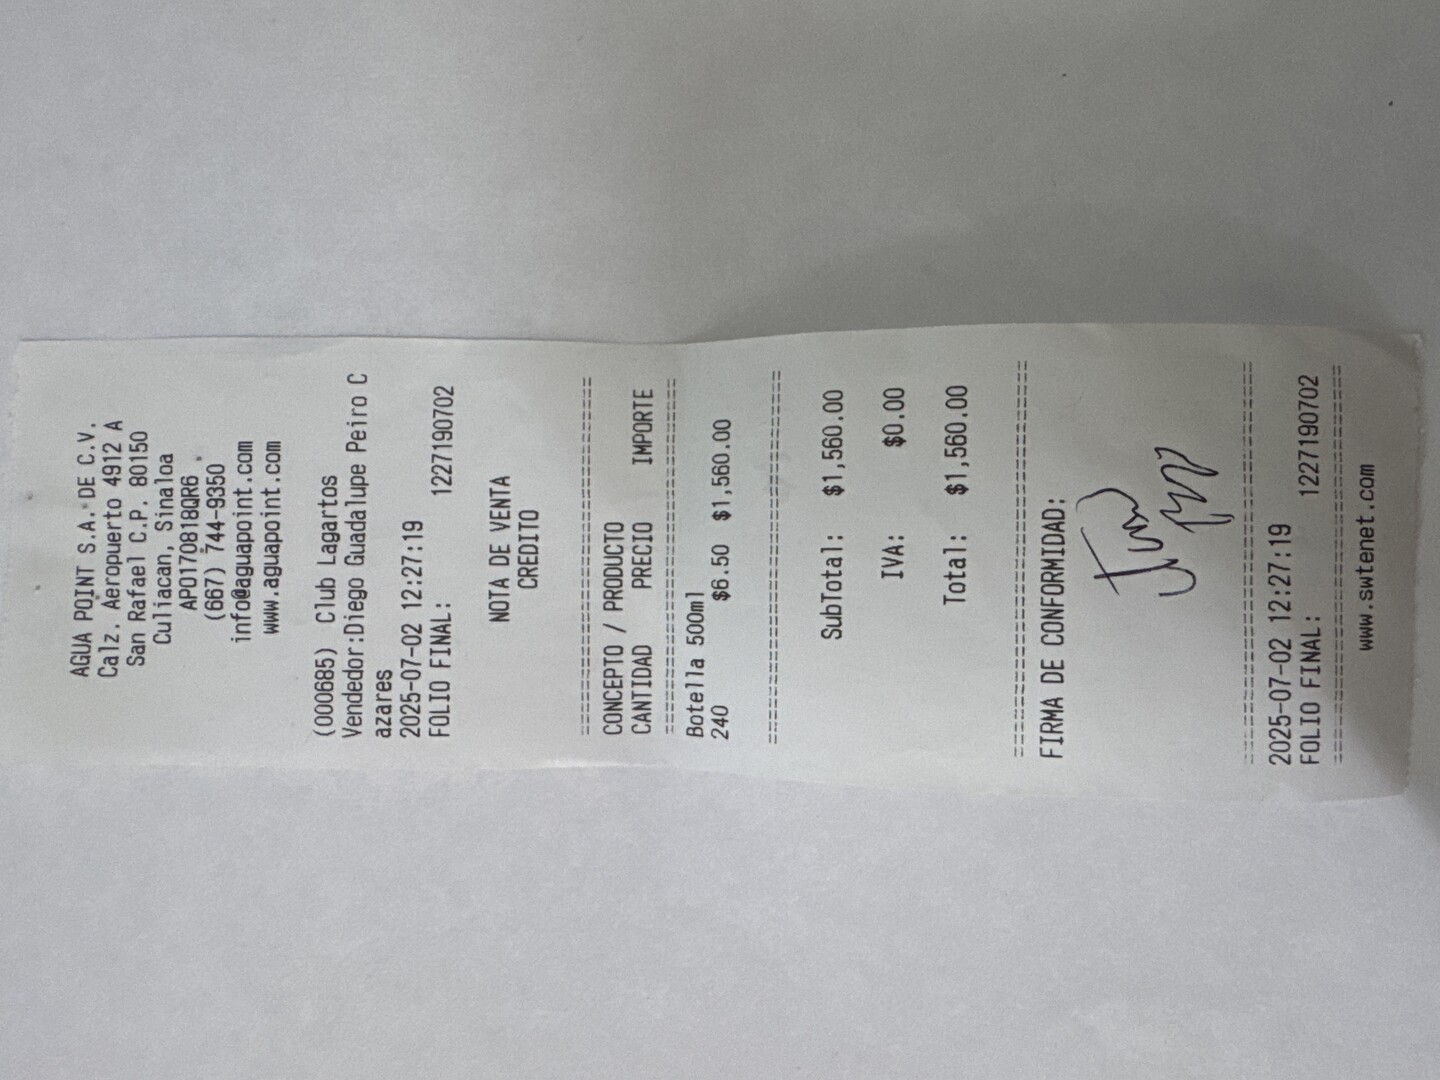 AGUA POINT S.A. DE C.V.
Calz. Aeropuerto 4912 A
San Rafael C.P. 80150
Culiacan, Sinaloa
APO170818QR6
(667) 744-9350
info@aguapoint.com
www.aguapoint.com
(000685) Club Lagartos
Vendedor:Diego Guadalupe Peiro C
azares
2025-07-02 12:27:19
FOLIO FINAL: 1227190702
NOTA DE VENTA
CREDITO
CONCEPTO / PRODUCTO
CANTIDAD PRECIO IMPORTE
Botella 500ml
240 $6.50 $1,560.00
SubTotal: $1,560.00
IVA: $0.00
Total: $1,560.00
FIRMA DE CONFORMIDAD:
2025-07-02 12:27:19
FOLIO FINAL: 1227190702
www.swtenet.com